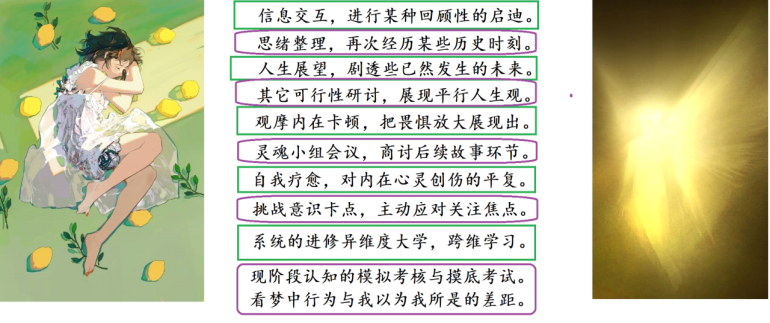 信息交互，进行某种回顾性的启迪。
思绪整理，再次经历某些历史时刻。
人生展望，剧透些已然发生的未来。
其它可行性研讨，展现平行人生观。
观摩内在卡顿，把畏惧放大展现出。
灵魂小组会议，商讨后续故事环节。
自我疗愈，对内在心灵创伤的平复。
挑战意识卡点，主动应对关注焦点。
系统的进修异维度大学，跨维学习。
现阶段认知的模拟考核与摸底考试。
看梦中行为与我以为我所是的差距。